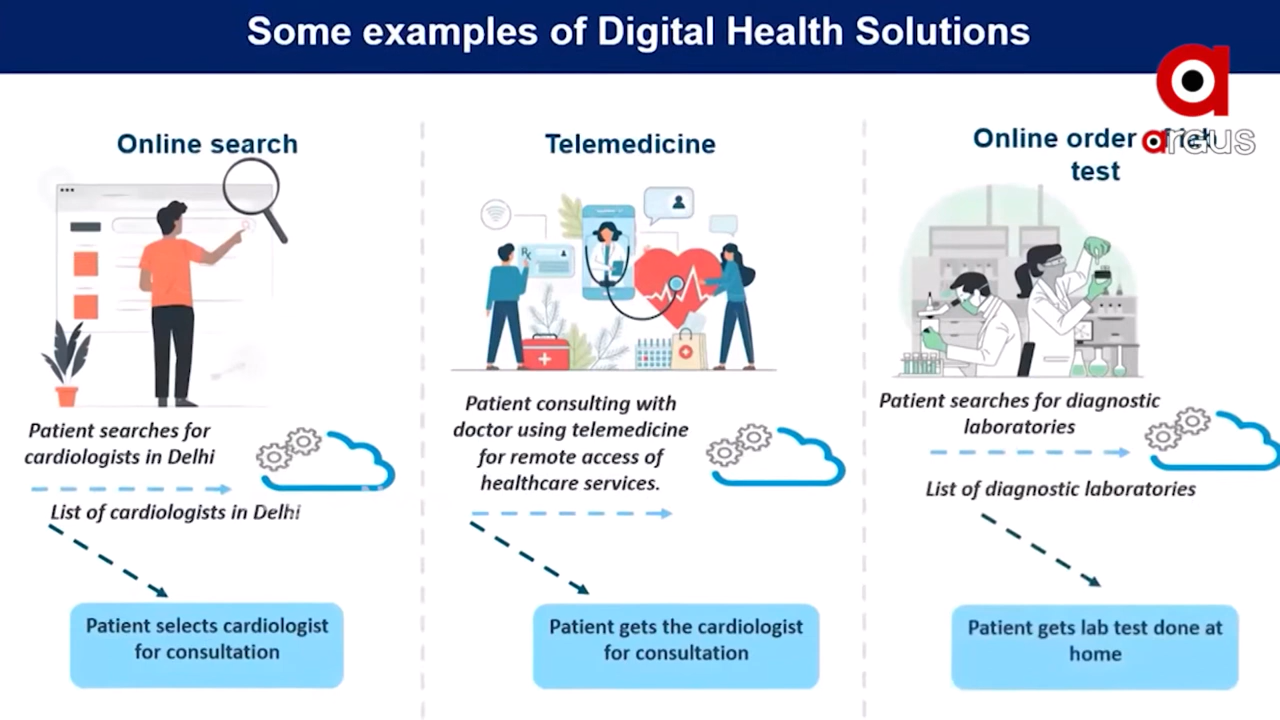 Some examples of Digital Health Solutions
argus
Online search
Patient searches for
cardiologists in Delhi
List of cardiologists in Delhi
Patient selects cardiologist
for consultation
Telemedicine
Rx
Patient consulting with
doctor using telemedicine
for remote access of
healthcare services.
Patient gets the cardiologist
for consultation
Online order
test
Patient searches for diagnostic
laboratories
List of diagnostic laboratories
Patient gets lab test done at
home